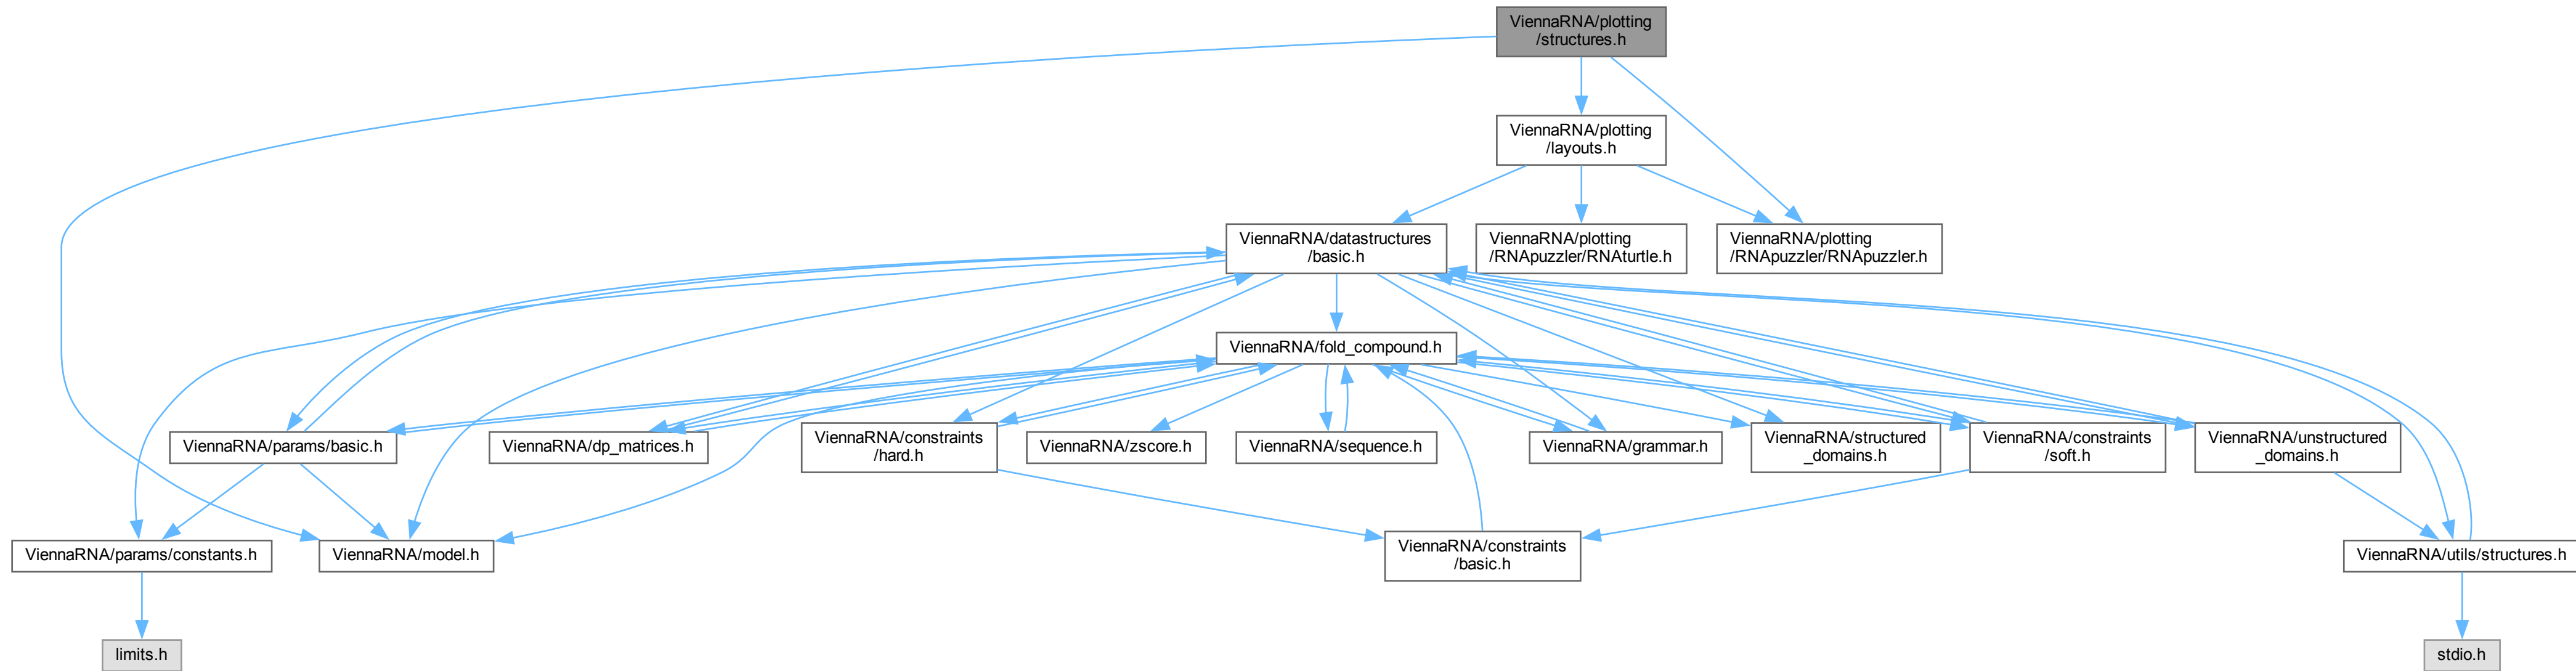 ViennaRNA/plotting
/structures.h
ViennaRNA/plotting
/layouts.h
ViennaRNA/datastructures
/basic.h
ViennaRNA/plotting
/RNApuzzler/RNAturtle.h
ViennaRNA/plotting
/RNApuzzler/RNApuzzler.h
ViennaRNA/fold_compound.h
ViennaRNA/params/basic.h
ViennaRNA/dp_matrices.h
ViennaRNA/constraints
/hard.h
ViennaRNA/zscore.h
ViennaRNA/sequence.h
ViennaRNA/grammar.h
ViennaRNA/structured
_domains.h
ViennaRNA/constraints
/soft.h
ViennaRNA/unstructured
_domains.h
ViennaRNA/params/constants.h
ViennaRNA/model.h
ViennaRNA/constraints
/basic.h
ViennaRNA/utils/structures.h
limits.h
stdio.h